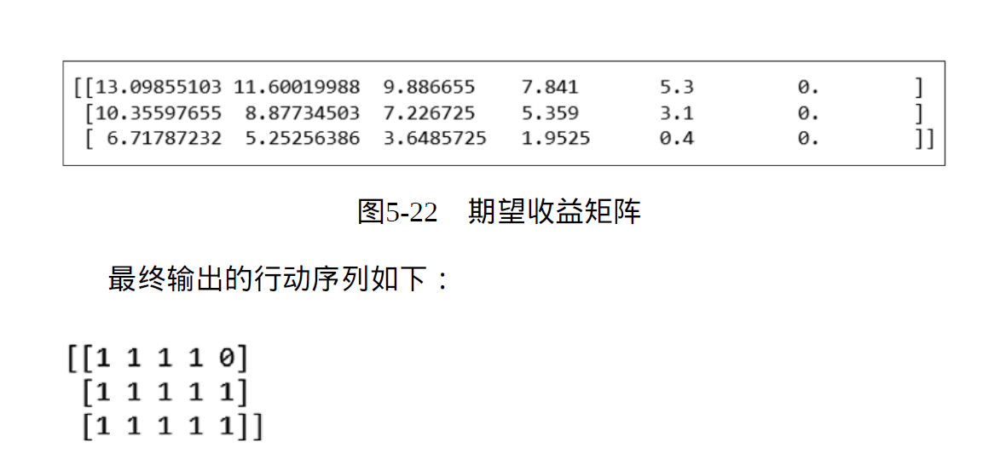 [[13.09855103 11.60019988 9.886655 7.841 5.3 0. ]
[10.35597655 8.87734503 7.226725 5.359 3.1 0. ]
[ 6.71787232 5.25256386 3.6485725 1.9525 0.4 0. ]]
图5-22 期望收益矩阵
最终输出的行动序列如下：
[[1 1 1 1 0]
[1 1 1 1 1]
[1 1 1 1 1]]